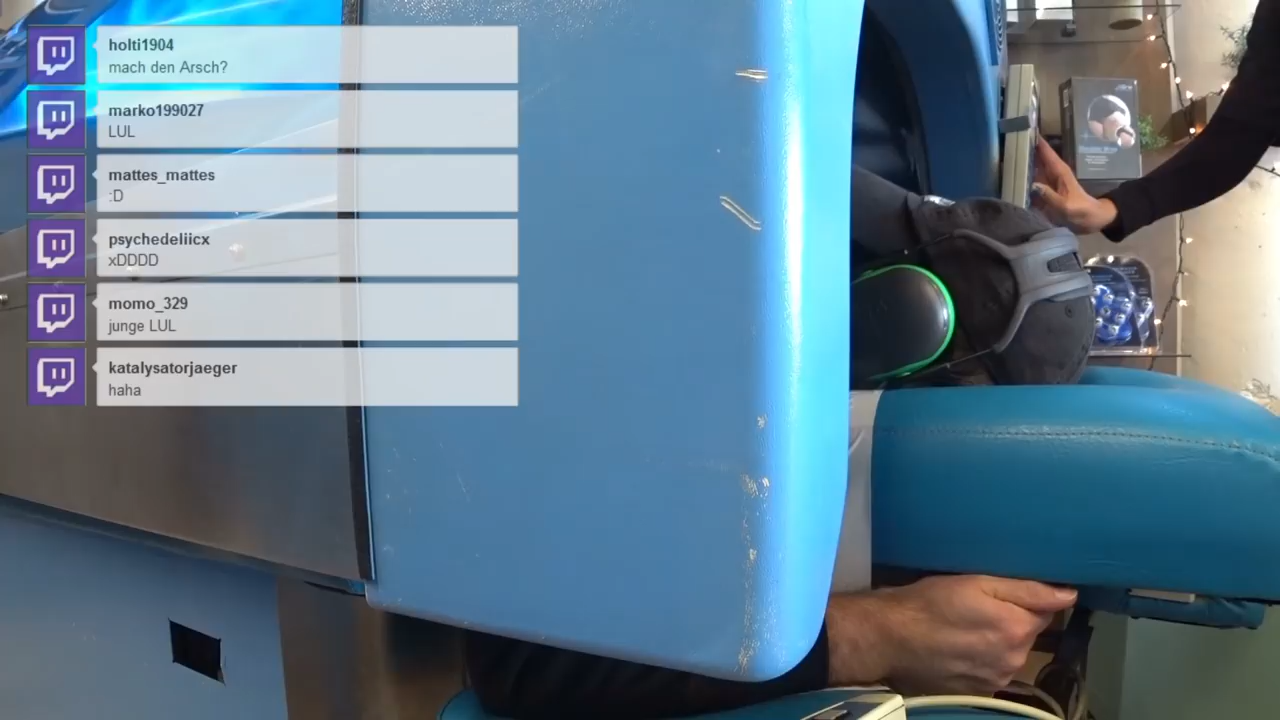 holti1904
mach den Arsch?
marko199027
LUL
mattes_mattes
:D
psychedeliicx
xDDDD
momo_329
junge LUL
katalysatorjaeger
haha